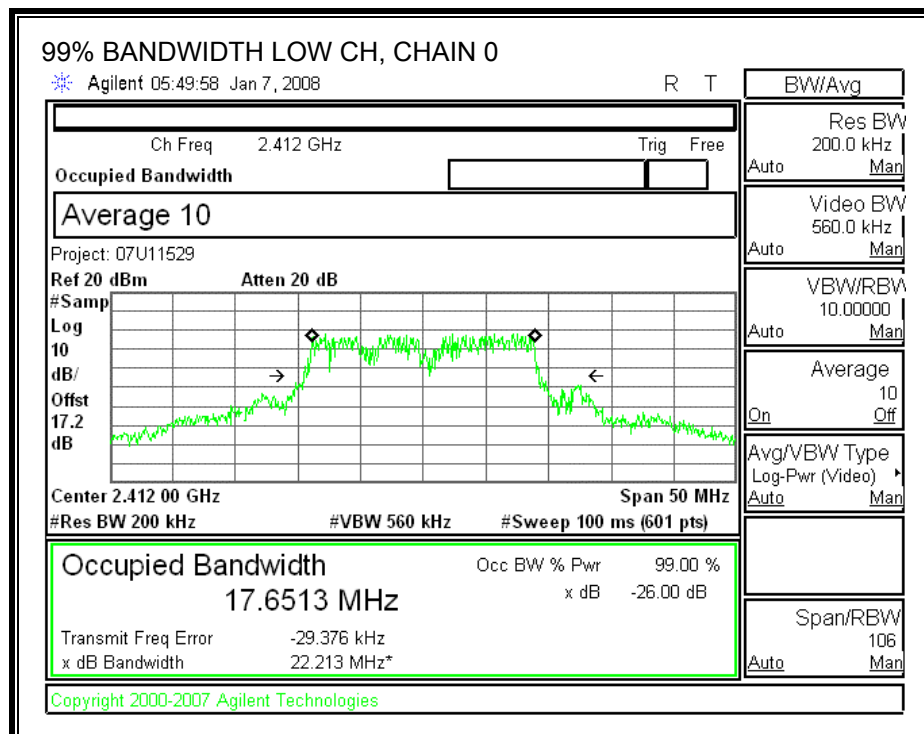 99% BANDWIDTH LOW CH, CHAIN 0
Agilent 05:49:58 Jan 7, 2008 R T
Ch Freq 2.412 GHz Trig Free
Occupied Bandwidth
Average 10
Project: 07U11529
Ref 20 dBm Atten 20 dB
#Samp
Log
10
dB/
Offst
17.2
dB
Center 2.412 00 GHz Span 50 MHz
#Res BW 200 kHz #VBW 560 kHz #Sweep 100 ms (601 pts)
Occupied Bandwidth Occ BW % Pwr 99.00 %
17.6513 MHz x dB -26.00 dB
Transmit Freq Error -29.376 kHz
x dB Bandwidth 22.213 MHz*
Copyright 2000-2007 Agilent Technologies
BW/Avg
Res BW
200.0 kHz
Auto Man
Video BW
560.0 kHz
Auto Man
VBW/RBW
10.00000
Auto Man
Average
10
On Off
Avg/VBW Type
Log-Pwr (Video)
Auto Man
Span/RBW
106
Auto Man